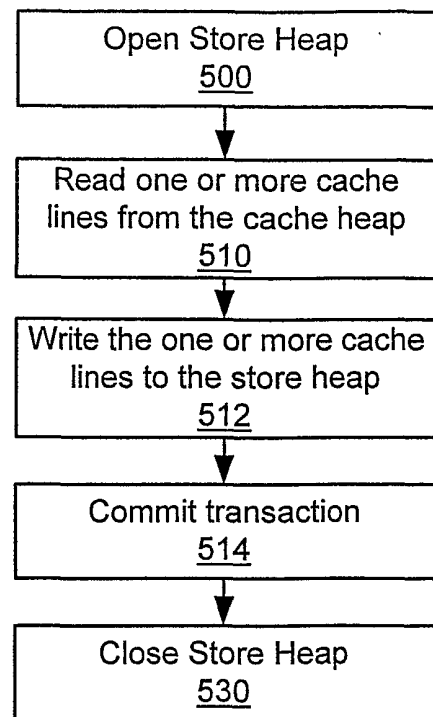 Open Store Heap
500
Read one or more cache
lines from the cache heap
510
Write the one or more cache
lines to the store heap
512
Commit transaction
514
Close Store Heap
530